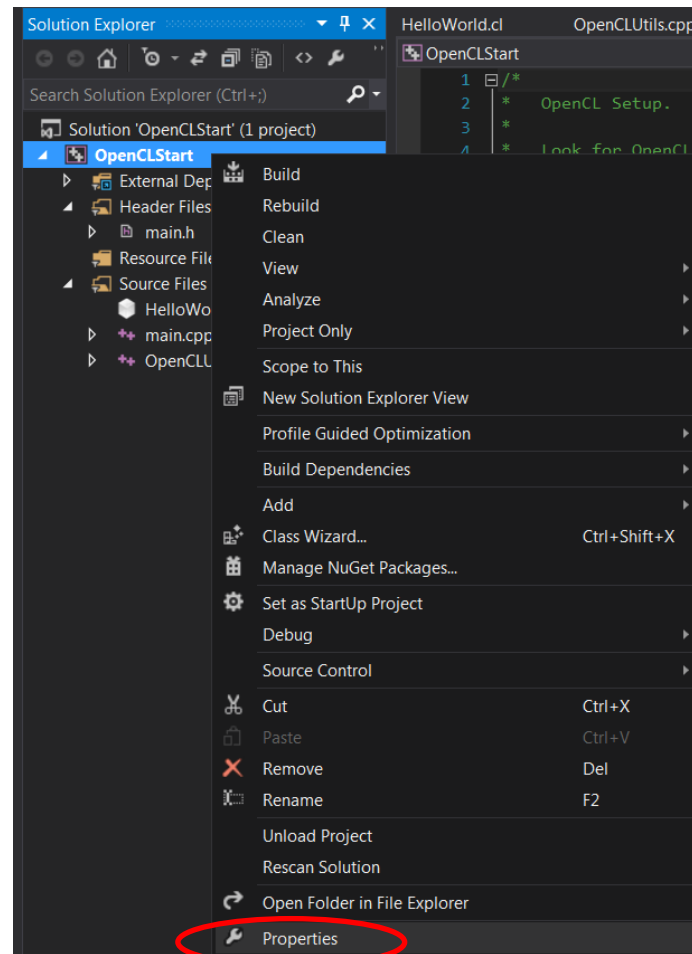 Solution Explorer
HelloWorld.cl OpenCLUtils.cpp
OpenCLStart
Search Solution Explorer (Ctrl+;)
1 /*
2 * OpenCL Setup.
3 *
4 * Look for OpenCL
Solution 'OpenCLStart' (1 project)
OpenCLStart
External Dep
Header Files
main.h
Resource File
Source Files
HelloWo
main.cpp
OpenCLU
Build
Rebuild
Clean
View
Analyze
Project Only
Scope to This
New Solution Explorer View
Profile Guided Optimization
Build Dependencies
Add
Class Wizard... Ctrl+Shift+X
Manage NuGet Packages...
Set as StartUp Project
Debug
Source Control
Cut Ctrl+X
Paste Ctrl+V
Remove Del
Rename F2
Unload Project
Rescan Solution
Open Folder in File Explorer
Properties